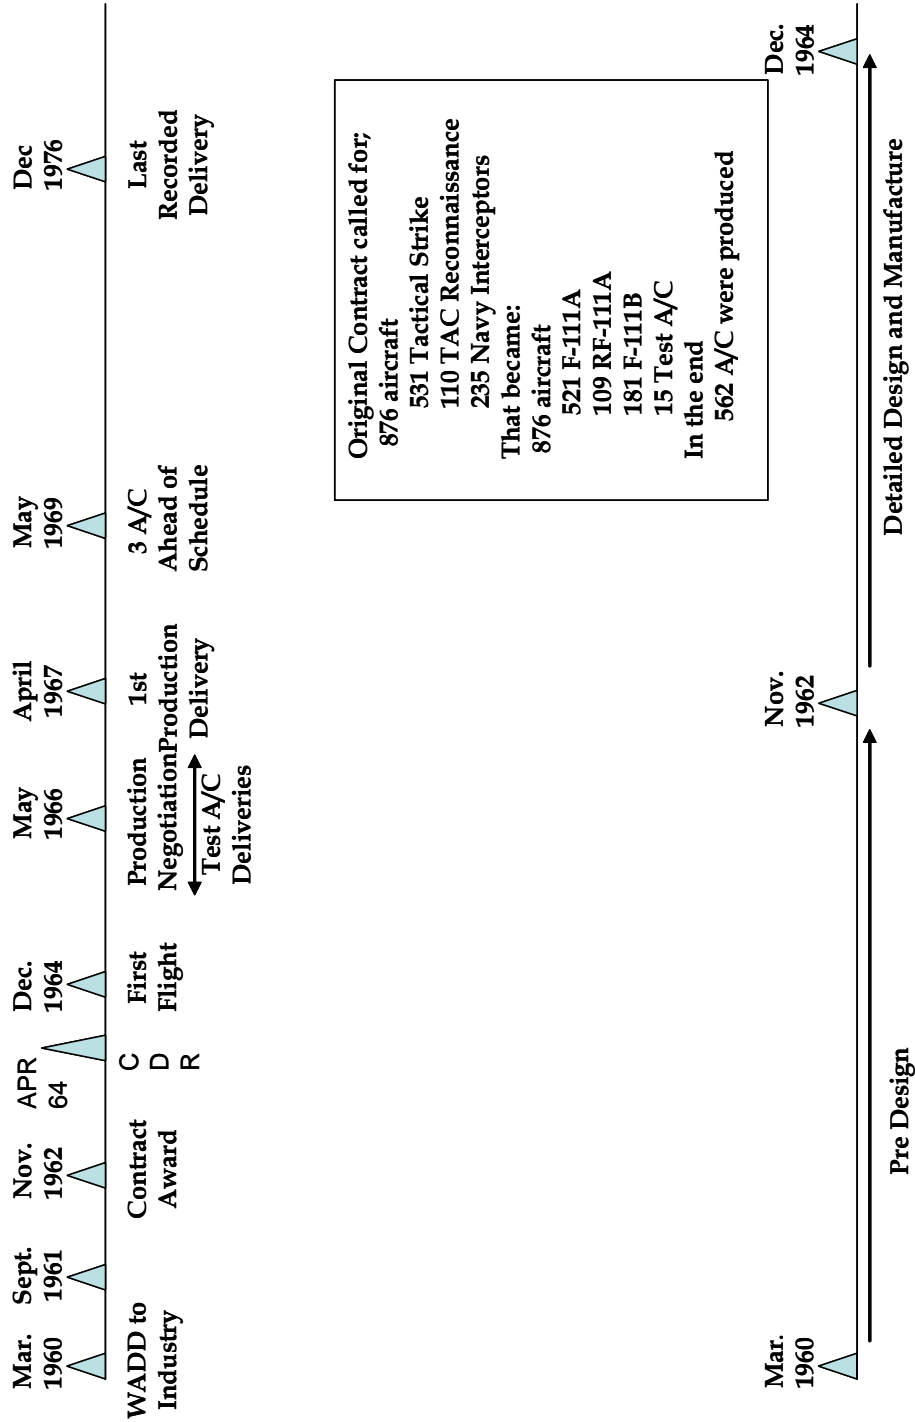 Mar.
1960
Sept.
1961
Nov.
1962
APR
64
Dec.
1964
May
1966
April
1967
May
1969
Dec
1976
WADD to
Industry
Contract
Award
C
D
R
First
Flight
Production
Negotiation
Test A/C
Deliveries
1st
Production
Delivery
3 A/C
Ahead of
Schedule
Last
Recorded
Delivery
Original Contract called for;
876 aircraft
531 Tactical Strike
110 TAC Reconnaissance
235 Navy Interceptors
That became:
876 aircraft
521 F-111A
109 RF-111A
181 F-111B
15 Test A/C
In the end
562 A/C were produced
Mar.
1960
Nov.
1962
Dec.
1964
Pre Design
Detailed Design and Manufacture